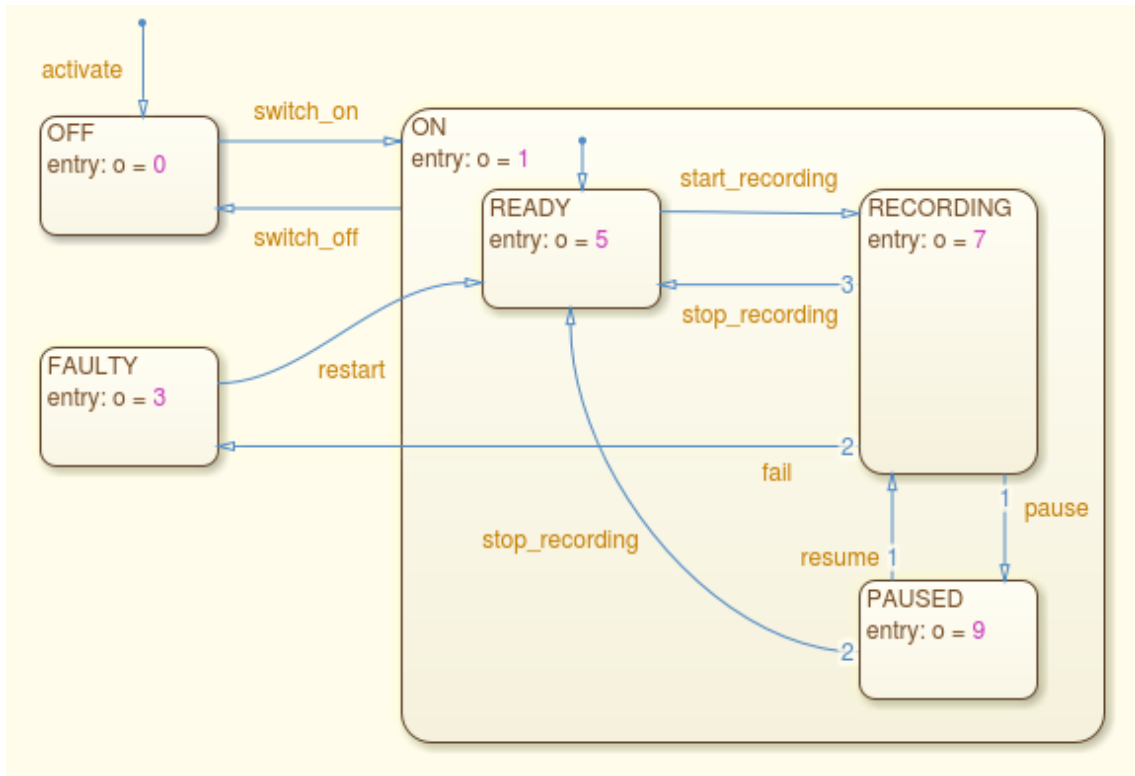 activate
switch_on
OFF
entry: o = 0
ON
entry: o = 1
switch_off
READY
entry: o = 5
start_recording
RECORDING
entry: o = 7
3
stop_recording
FAULTY
entry: o = 3
restart
2
fail
1
pause
stop_recording
resume 1
PAUSED
entry: o = 9
2